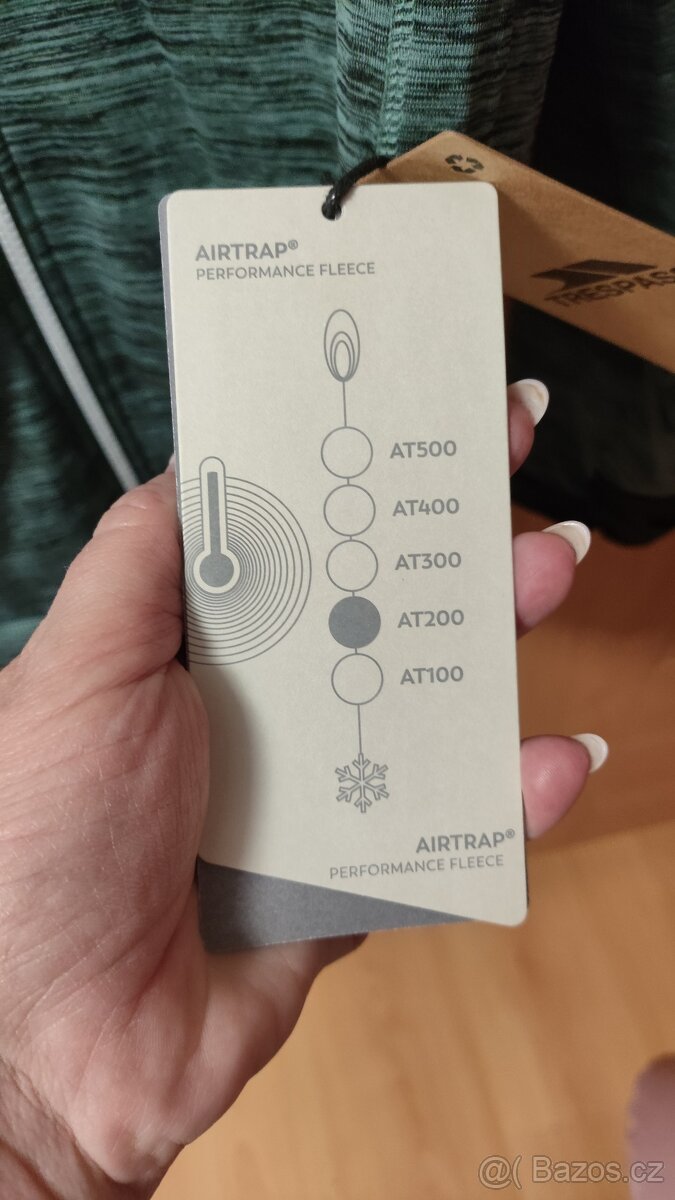 AIRTRAP®
PERFORMANCE FLEECE
TRESPASS
AT500
AT400
AT300
AT200
AT100
AIRTRAP®
PERFORMANCE FLEECE
@( Bazos.cz